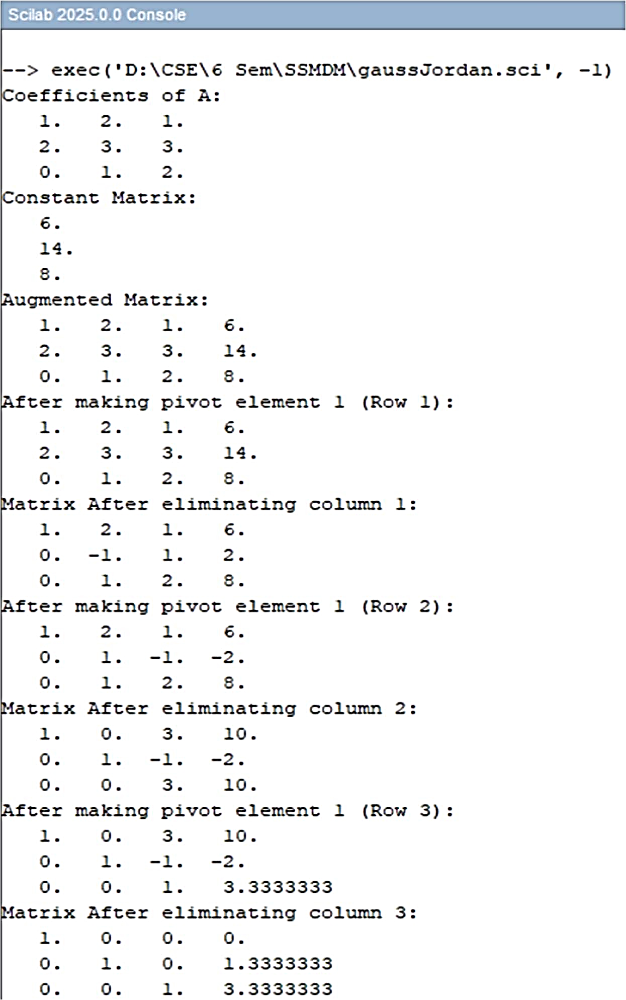 Scilab 2025.0.0 Console
--> exec('D:\CSE\6 Sem\SSMDM\gaussJordan.sci', -1)
Coefficients of A:
1. 2. 1.
2. 3. 3.
0. 1. 2.
Constant Matrix:
6.
14.
8.
Augmented Matrix:
1. 2. 1. 6.
2. 3. 3. 14.
0. 1. 2. 8.
After making pivot element 1 (Row 1):
1. 2. 1. 6.
2. 3. 3. 14.
0. 1. 2. 8.
Matrix After eliminating column 1:
1. 2. 1. 6.
0. -1. 1. 2.
0. 1. 2. 8.
After making pivot element 1 (Row 2):
1. 2. 1. 6.
0. 1. -1. -2.
0. 1. 2. 8.
Matrix After eliminating column 2:
1. 0. 3. 10.
0. 1. -1. -2.
0. 0. 3. 10.
After making pivot element 1 (Row 3):
1. 0. 3. 10.
0. 1. -1. -2.
0. 0. 1. 3.3333333
Matrix After eliminating column 3:
1. 0. 0. 0.
0. 1. 0. 1.3333333
0. 0. 1. 3.3333333